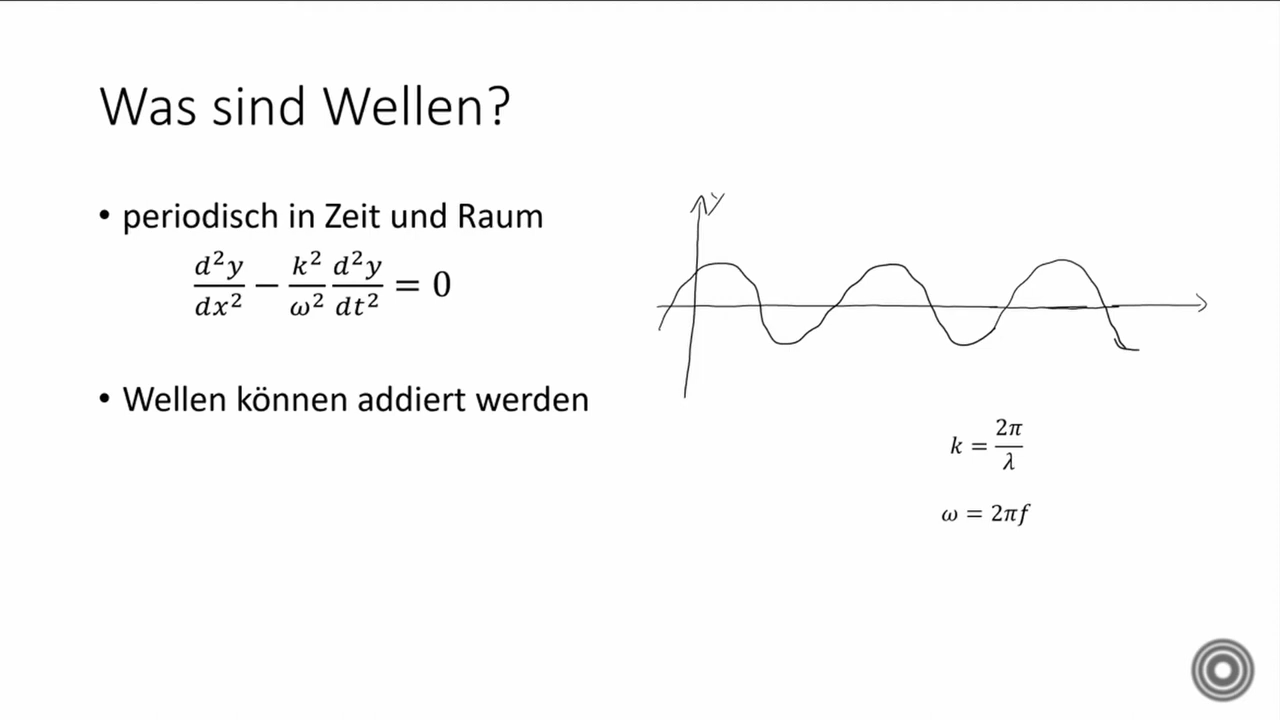 Was sind Wellen?
• periodisch in Zeit und Raum
d²y/dx² − k²/ω² d²y/dt² = 0
• Wellen können addiert werden
y
k = 2π/λ
ω = 2πf